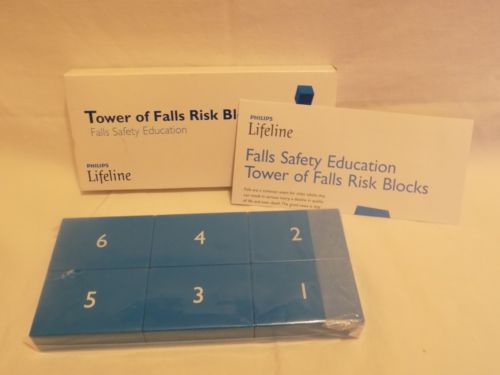 Tower of Falls Risk Blo
Falls Safety Education
PHILIPS
Lifeline
PHILIPS
Lifeline
Falls Safety Education
Tower of Falls Risk Blocks
6 4 2
5 3 1